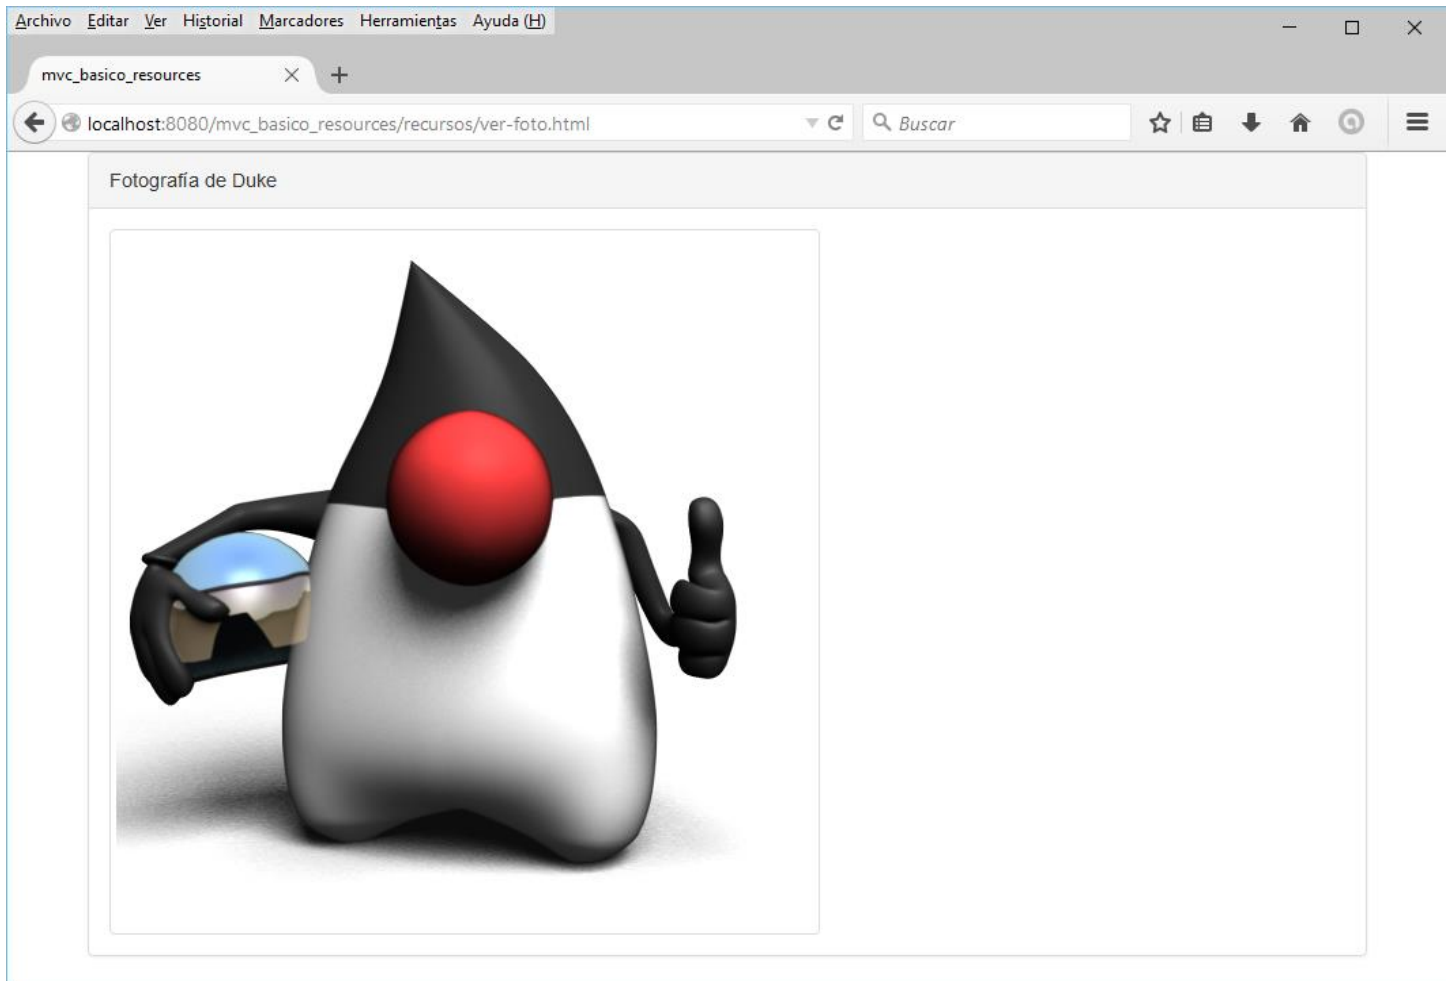 Archivo Editar Ver Historial Marcadores Herramientas Ayuda (H)
mvc_basico_resources
localhost:8080/mvc_basico_resources/recursos/ver-foto.html
Buscar
Fotografía de Duke